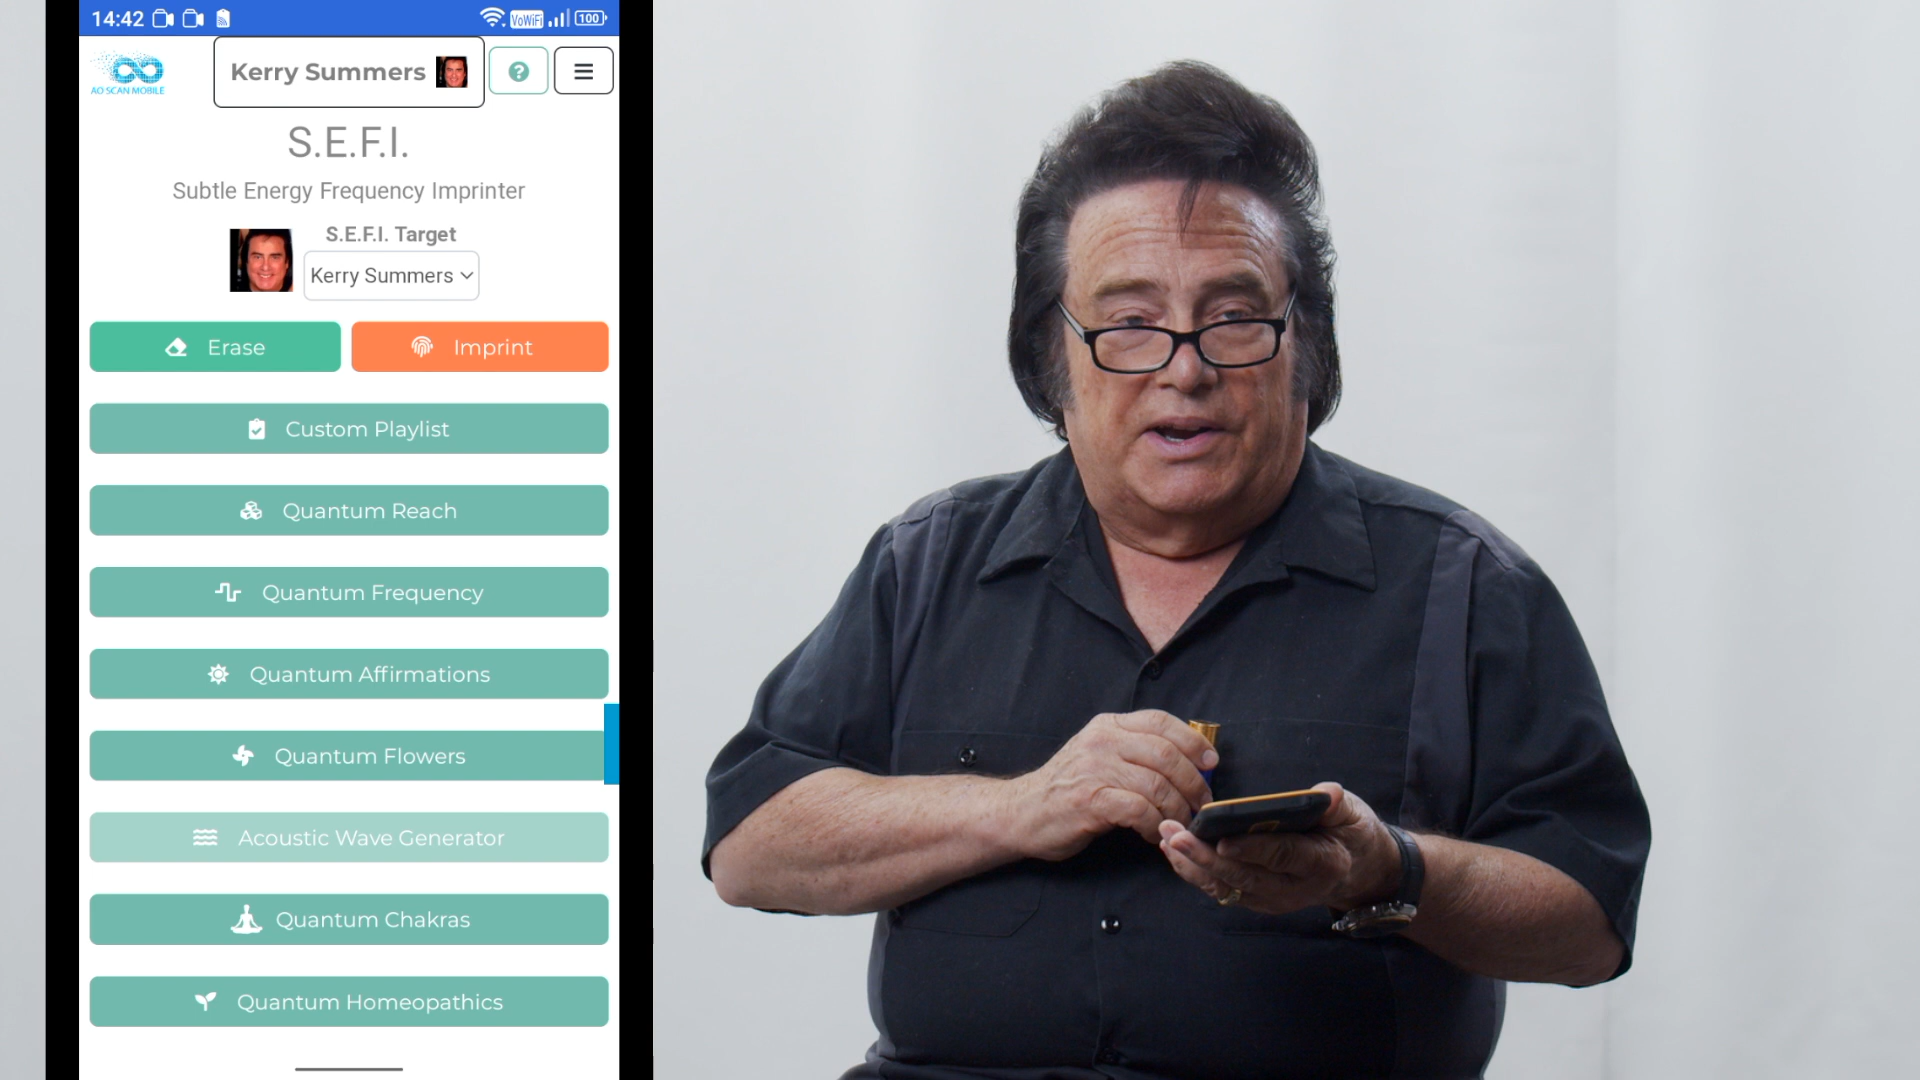 14:42
VoWiFi
100
AO SCAN MOBILE
Kerry Summers
?
S.E.F.I.
Subtle Energy Frequency Imprinter
S.E.F.I. Target
Kerry Summers
Erase
Imprint
Custom Playlist
Quantum Reach
Quantum Frequency
Quantum Affirmations
Quantum Flowers
Acoustic Wave Generator
Quantum Chakras
Quantum Homeopathics